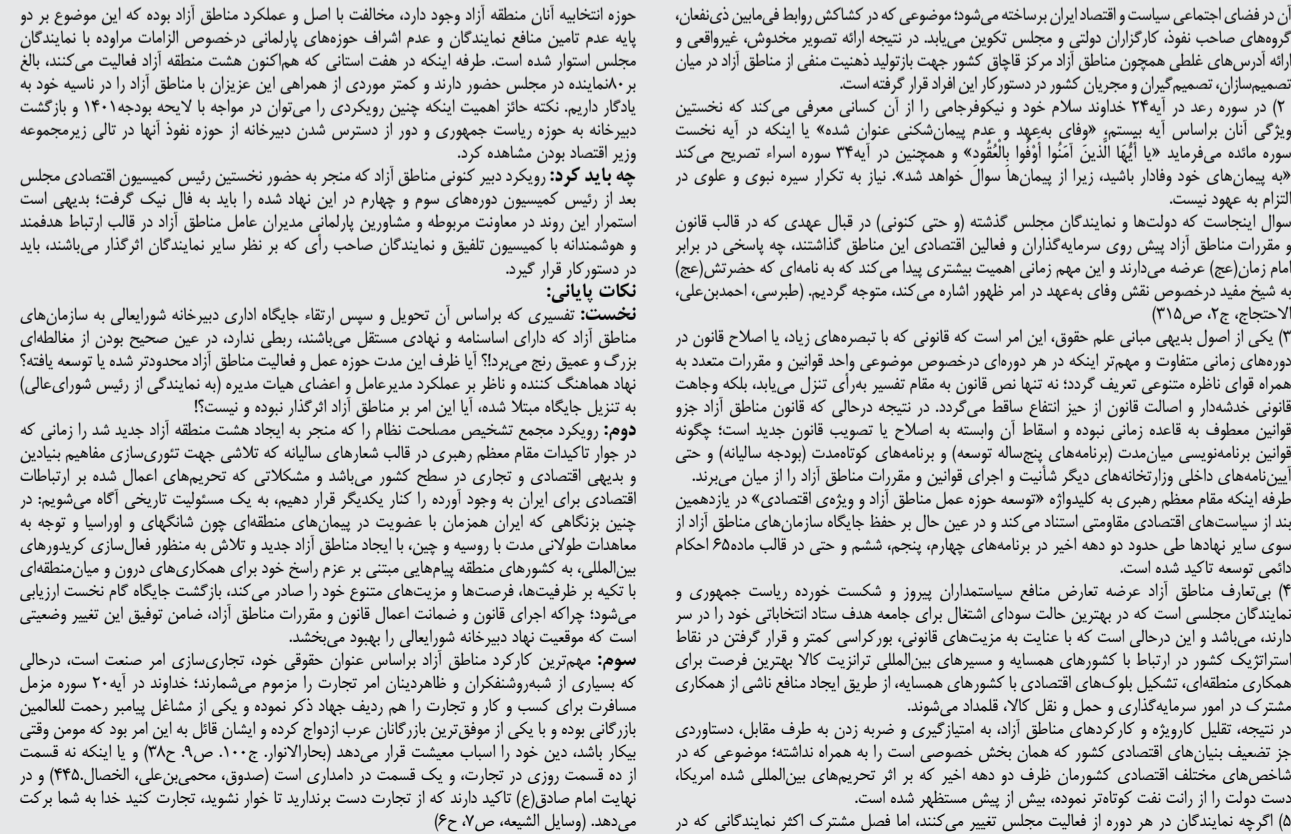 آن در فضای اجتماعی سیاست و اقتصاد ایران برساخته می‌شود؛ موضوعی که در کشاکش روابط فی‌مابین ذی‌نفعان،
گروه‌های صاحب نفوذ، کارگزاران دولتی و مجلس تکوین می‌یابد. در نتیجه ارائه تصویر مخدوش، غیرواقعی و
ارائه آدرس‌های غلطی همچون مناطق آزاد مرکز قاچاق کشور جهت بازتولید ذهنیت منفی از مناطق آزاد در میان
تصمیم‌سازان، تصمیم‌گیران و مجریان کشور در دستور کار این افراد قرار گرفته است.
۲) در سوره رعد در آیه۲۴ خداوند سلام خود و نیکوفرجامی را از آن کسانی معرفی می‌کند که نخستین
ویژگی آنان براساس آیه بیستم، «وفای به‌عهد و عدم پیمان‌شکنی عنوان شده» یا اینکه در آیه نخست
سوره مائده می‌فرماید «یا أَیُّهَا الَّذینَ آمَنُوا أَوْفُوا بِالْعُقُودِ» و همچنین در آیه۳۴ سوره اسراء تصریح می‌کند
«به پیمان‌های خود وفادار باشید، زیرا از پیمان‌ها سوال خواهد شد». نیاز به تکرار سیره نبوی و علوی در
التزام به عهود نیست.
سوال اینجاست که دولت‌ها و نمایندگان مجلس گذشته (و حتی کنونی) در قبال عهدی که در قالب قانون
و مقررات مناطق آزاد پیش روی سرمایه‌گذاران و فعالین اقتصادی این مناطق گذاشتند، چه پاسخی در برابر
امام زمان(عج) عرضه می‌دارند و این مهم زمانی اهمیت بیشتری پیدا می‌کند که به نامه‌ای که حضرتش(عج)
به شیخ مفید درخصوص نقش وفای به‌عهد در امر ظهور اشاره می‌کند، متوجه گردیم. (طبرسی، احمدبن‌علی،
الاحتجاج، ج۲، ص۳۱۵)
۳) یکی از اصول بدیهی مبانی علم حقوق، این امر است که قانونی که با تبصره‌های زیاد، یا اصلاح قانون در
دوره‌های زمانی متفاوت و مهم‌تر اینکه در هر دوره‌ای درخصوص موضوعی واحد قوانین و مقررات متعدد به
همراه قوای ناظره متنوعی تعریف گردد؛ نه تنها نص قانون به مقام تفسیر به‌رأی تنزل می‌یابد، بلکه وجاهت
قانونی خدشه‌دار و اصالت قانون از حیز انتفاع ساقط می‌گردد. در نتیجه درحالی که قانون مناطق آزاد جزو
قوانین معطوف به قاعده زمانی نبوده و اسقاط آن وابسته به اصلاح یا تصویب قانون جدید است؛ چگونه
قوانین برنامه‌نویسی میان‌مدت (برنامه‌های پنج‌ساله توسعه) و برنامه‌های کوتاه‌مدت (بودجه سالیانه) و حتی
آیین‌نامه‌های داخلی وزارتخانه‌های دیگر شأنیت و اجرای قوانین و مقررات مناطق آزاد را از میان می‌برند.
طرفه اینکه مقام معظم رهبری به کلیدواژه «توسعه حوزه عمل مناطق آزاد و ویژه‌ی اقتصادی» در یازدهمین
بند از سیاست‌های اقتصادی مقاومتی استناد می‌کند و در عین حال بر حفظ جایگاه سازمان‌های مناطق آزاد از
سوی سایر نهادها طی حدود دو دهه اخیر در برنامه‌های چهارم، پنجم، ششم و حتی در قالب ماده۶۵ احکام
دائمی توسعه تاکید شده است.
۴) بی‌تعارف مناطق آزاد عرضه تعارض منافع سیاستمداران پیروز و شکست خورده ریاست جمهوری و
نمایندگان مجلسی است که در بهترین حالت سودای اشتغال برای جامعه هدف ستاد انتخاباتی خود را در سر
دارند، می‌باشد و این درحالی است که با عنایت به مزیت‌های قانونی، بورکراسی کمتر و قرار گرفتن در نقاط
استراتژیک کشور در ارتباط با کشورهای همسایه و مسیرهای بین‌المللی ترانزیت کالا بهترین فرصت برای
همکاری منطقه‌ای، تشکیل بلوک‌های اقتصادی با کشورهای همسایه، از طریق ایجاد منافع ناشی از همکاری
مشترک در امور سرمایه‌گذاری و حمل و نقل کالا، قلمداد می‌شوند.
در نتیجه، تقلیل کارویژه و کارکردهای مناطق آزاد، به امتیازگیری و ضربه زدن به طرف مقابل، دستاوردی
جز تضعیف بنیان‌های اقتصادی کشور که همان بخش خصوصی است را به همراه نداشته؛ موضوعی که در
شاخص‌های مختلف اقتصادی کشورمان ظرف دو دهه اخیر که بر اثر تحریم‌های بین‌المللی شده امریکا،
دست دولت را از رانت نفت کوتاه‌تر نموده، بیش از پیش مستظهر شده است.
۵) اگرچه نمایندگان در هر دوره از فعالیت مجلس تغییر می‌کنند، اما فصل مشترک اکثر نمایندگانی که در
حوزه انتخابیه آنان منطقه آزاد وجود دارد، مخالفت با اصل و عملکرد مناطق آزاد بوده که این موضوع بر دو
پایه عدم تامین منافع نمایندگان و عدم اشراف حوزه‌های پارلمانی درخصوص الزامات مراوده با نمایندگان
مجلس استوار شده است. طرفه اینکه در هفت استانی که هم‌اکنون هشت منطقه آزاد فعالیت می‌کنند، بالغ
بر۸۰نماینده در مجلس حضور دارند و کمتر موردی از همراهی این عزیزان با مناطق آزاد را در ناسیه خود به
یادگار داریم. نکته حائز اهمیت اینکه چنین رویکردی را می‌توان در مواجه با لایحه بودجه۱۴۰۱ و بازگشت
دبیرخانه به حوزه ریاست جمهوری و دور از دسترس شدن دبیرخانه از حوزه نفوذ آنها در تالی زیرمجموعه
وزیر اقتصاد بودن مشاهده کرد.
چه باید کرد: رویکرد دبیر کنونی مناطق آزاد که منجر به حضور نخستین رئیس کمیسیون اقتصادی مجلس
بعد از رئیس کمیسیون دوره‌های سوم و چهارم در این نهاد شده را باید به فال نیک گرفت؛ بدیهی است
استمرار این روند در معاونت مربوطه و مشاورین پارلمانی مدیران عامل مناطق آزاد در قالب ارتباط هدفمند
و هوشمندانه با کمیسیون تلفیق و نمایندگان صاحب رأی که بر نظر سایر نمایندگان اثرگذار می‌باشند، باید
در دستورکار قرار گیرد.
نکات پایانی:
نخست: تفسیری که براساس آن تحویل و سپس ارتقاء جایگاه اداری دبیرخانه شورایعالی به سازمان‌های
مناطق آزاد که دارای اساسنامه و نهادی مستقل می‌باشند، ربطی ندارد، در عین صحیح بودن از مغالطه‌ای
بزرگ و عمیق رنج می‌برد!؟ آیا ظرف این مدت حوزه عمل و فعالیت مناطق آزاد محدودتر شده یا توسعه یافته؟
نهاد هماهنگ کننده و ناظر بر عملکرد مدیرعامل و اعضای هیات مدیره (به نمایندگی از رئیس شورای‌عالی)
به تنزیل جایگاه مبتلا شده، آیا این امر بر مناطق آزاد اثرگذار نبوده و نیست؟!
دوم: رویکرد مجمع تشخیص مصلحت نظام را که منجر به ایجاد هشت منطقه آزاد جدید شد را زمانی که
در جوار تاکیدات مقام معظم رهبری در قالب شعارهای سالیانه که تلاشی جهت تئوری‌سازی مفاهیم بنیادین
و بدیهی اقتصادی و تجاری در سطح کشور می‌باشد و مشکلاتی که تحریم‌های اعمال شده بر ارتباطات
اقتصادی برای ایران به وجود آورده را کنار یکدیگر قرار دهیم، به یک مسئولیت تاریخی آگاه می‌شویم: در
چنین بزنگاهی که ایران همزمان با عضویت در پیمان‌های منطقه‌ای چون شانگهای و اوراسیا و توجه به
معاهدات طولانی مدت با روسیه و چین، با ایجاد مناطق آزاد جدید و تلاش به منظور فعال‌سازی کریدورهای
بین‌المللی، به کشورهای منطقه پیام‌هایی مبتنی بر عزم راسخ خود برای همکاری‌های درون و میان‌منطقه‌ای
با تکیه بر ظرفیت‌ها، فرصت‌ها و مزیت‌های متنوع خود را صادر می‌کند، بازگشت جایگاه گام نخست ارزیابی
می‌شود؛ چراکه اجرای قانون و ضمانت اعمال قانون و مقررات مناطق آزاد، ضامن توفیق این تغییر وضعیتی
است که موقعیت نهاد دبیرخانه شورایعالی را بهبود می‌بخشد.
سوم: مهم‌ترین کارکرد مناطق آزاد براساس عنوان حقوقی خود، تجاری‌سازی امر صنعت است، درحالی
که بسیاری از شبه‌روشنفکران و ظاهردینان امر تجارت را مزموم می‌شمارند؛ خداوند در آیه۲۰ سوره مزمل
مسافرت برای کسب و کار و تجارت را هم ردیف جهاد ذکر نموده و یکی از مشاغل پیامبر رحمت للعالمین
بازرگانی بوده و با یکی از موفق‌ترین بازرگانان عرب ازدواج کرده و ایشان قائل به این امر بود که مومن وقتی
بیکار باشد، دین خود را اسباب معیشت قرار می‌دهد (بحارالانوار. ج۱۰۰. ص۹. ح۳۸) و یا اینکه نه قسمت
از ده قسمت روزی در تجارت، و یک قسمت در دامداری است (صدوق، محمی‌بن‌علی، الخصال.۴۴۵) و در
نهایت امام صادق(ع) تاکید دارند که از تجارت دست برندارید تا خوار نشوید، تجارت کنید خدا به شما برکت
می‌دهد. (وسایل الشیعه، ص۷، ح۶)